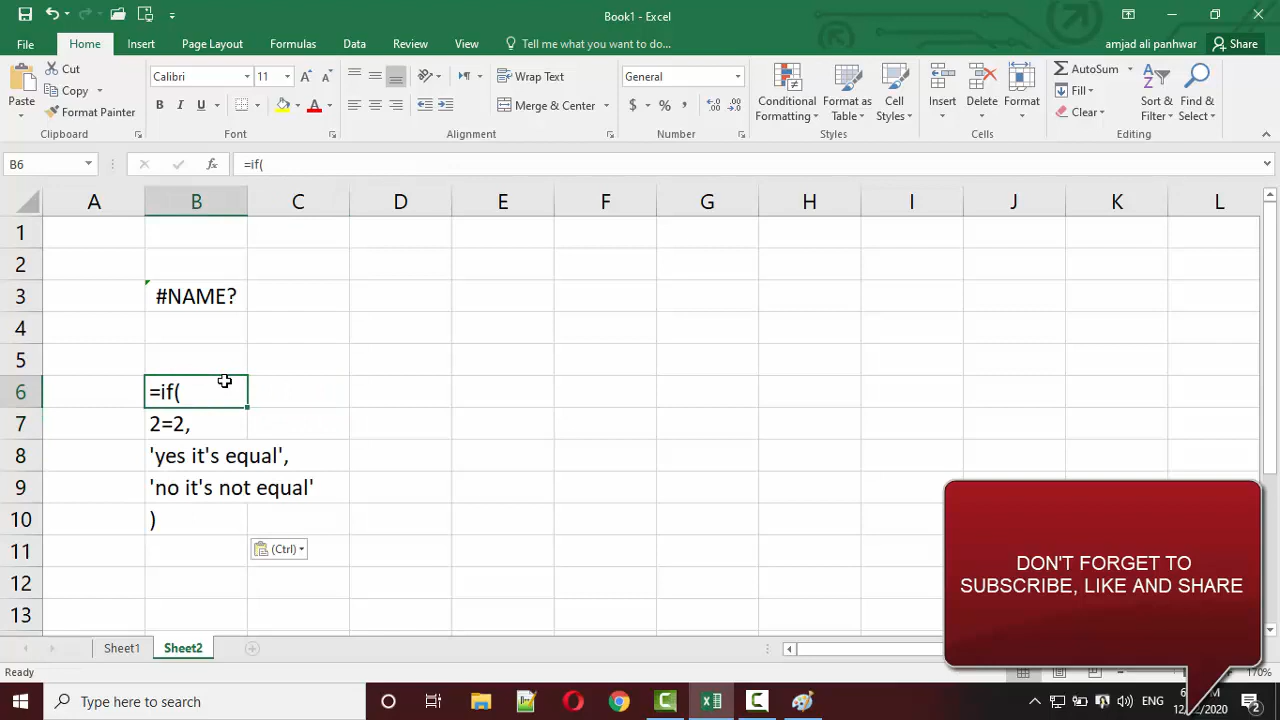 Book1 - Excel
amjad ali panhwar
Share
File Home Insert Page Layout Formulas Data Review View Tell me what you want to do...
Paste
Cut
Copy
Format Painter
Clipboard
Calibri 11
B I U
Font
Wrap Text
Merge & Center
Alignment
General
$ % ,
Number
Conditional Formatting
Format as Table
Cell Styles
Styles
Insert
Delete
Format
Cells
AutoSum
Fill
Clear
Sort & Filter
Find & Select
Editing
B6 fx =if(
A B C D E F G H I J K L
1
2
3 #NAME?
4
5
6 =if(
7 2=2,
8 'yes it's equal',
9 'no it's not equal'
10 )
11 (Ctrl)
12
13
DON'T FORGET TO
SUBSCRIBE, LIKE AND SHARE
Sheet1 Sheet2
Ready
170%
Type here to search
ENG
2